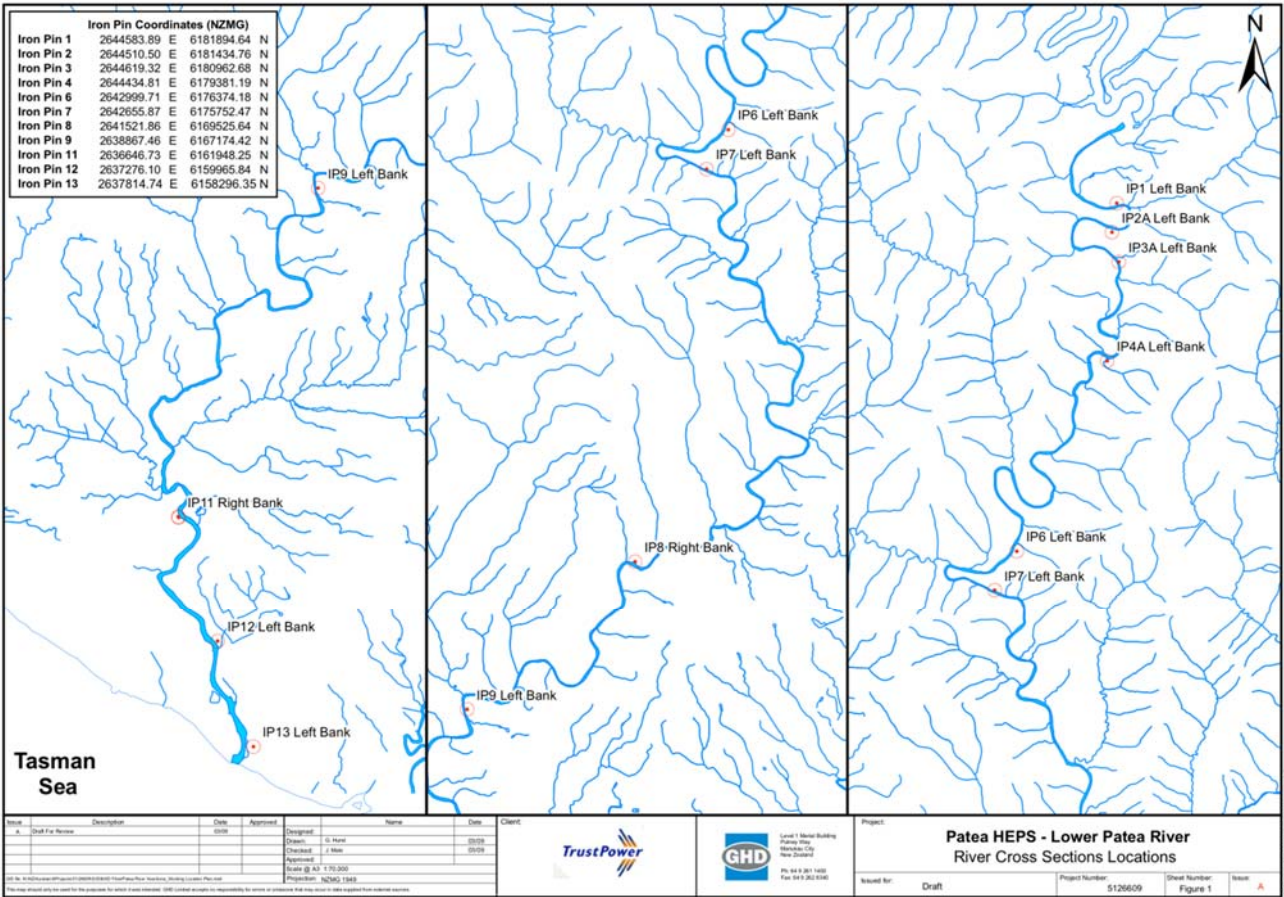 Iron Pin Coordinates (NZMG)
Iron Pin 1 2644583.89 E 6181894.64 N
Iron Pin 2 2644510.50 E 6181434.76 N
Iron Pin 3 2644619.32 E 6180962.68 N
Iron Pin 4 2644434.81 E 6179381.19 N
Iron Pin 6 2642999.71 E 6176374.18 N
Iron Pin 7 2642655.87 E 6175752.47 N
Iron Pin 8 2641521.86 E 6169525.64 N
Iron Pin 9 2638867.46 E 6167174.42 N
Iron Pin 11 2636646.73 E 6161948.25 N
Iron Pin 12 2637276.10 E 6159965.84 N
Iron Pin 13 2637814.74 E 6158296.35 N
IP9 Left Bank
IP11 Right Bank
IP12 Left Bank
IP13 Left Bank
Tasman
Sea
IP6 Left Bank
IP7 Left Bank
IP8 Right Bank
IP9 Left Bank
N
IP1 Left Bank
IP2A Left Bank
IP3A Left Bank
IP4A Left Bank
IP6 Left Bank
IP7 Left Bank
Issue Description Date Approved Name Date
A Draft For Review
Designed:
Drawn:
Checked:
Approved:
Scale @ A3
Projection: NZMG 1949
Client:
TrustPower
GHD
Project:
Patea HEPS - Lower Patea River
River Cross Sections Locations
Issued for: Draft
Project Number: 5126609
Sheet Number: Figure 1
Issue: A